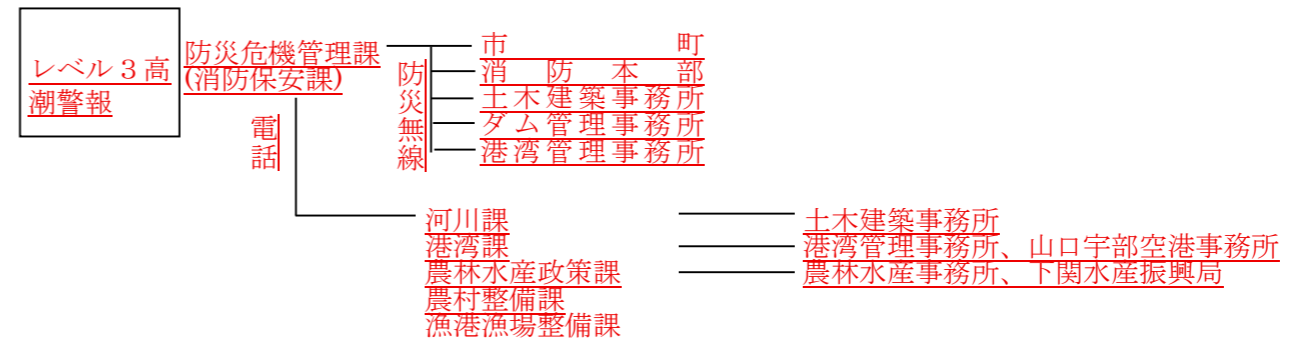 レベル３高
潮警報
防災危機管理課
(消防保安課)
電話
防災無線
市町
消防本部
土木建築事務所
ダム管理事務所
港湾管理事務所
河川課
土木建築事務所
港湾課
港湾管理事務所、山口宇部空港事務所
農林水産政策課
農林水産事務所、下関水産振興局
農村整備課
漁港漁場整備課